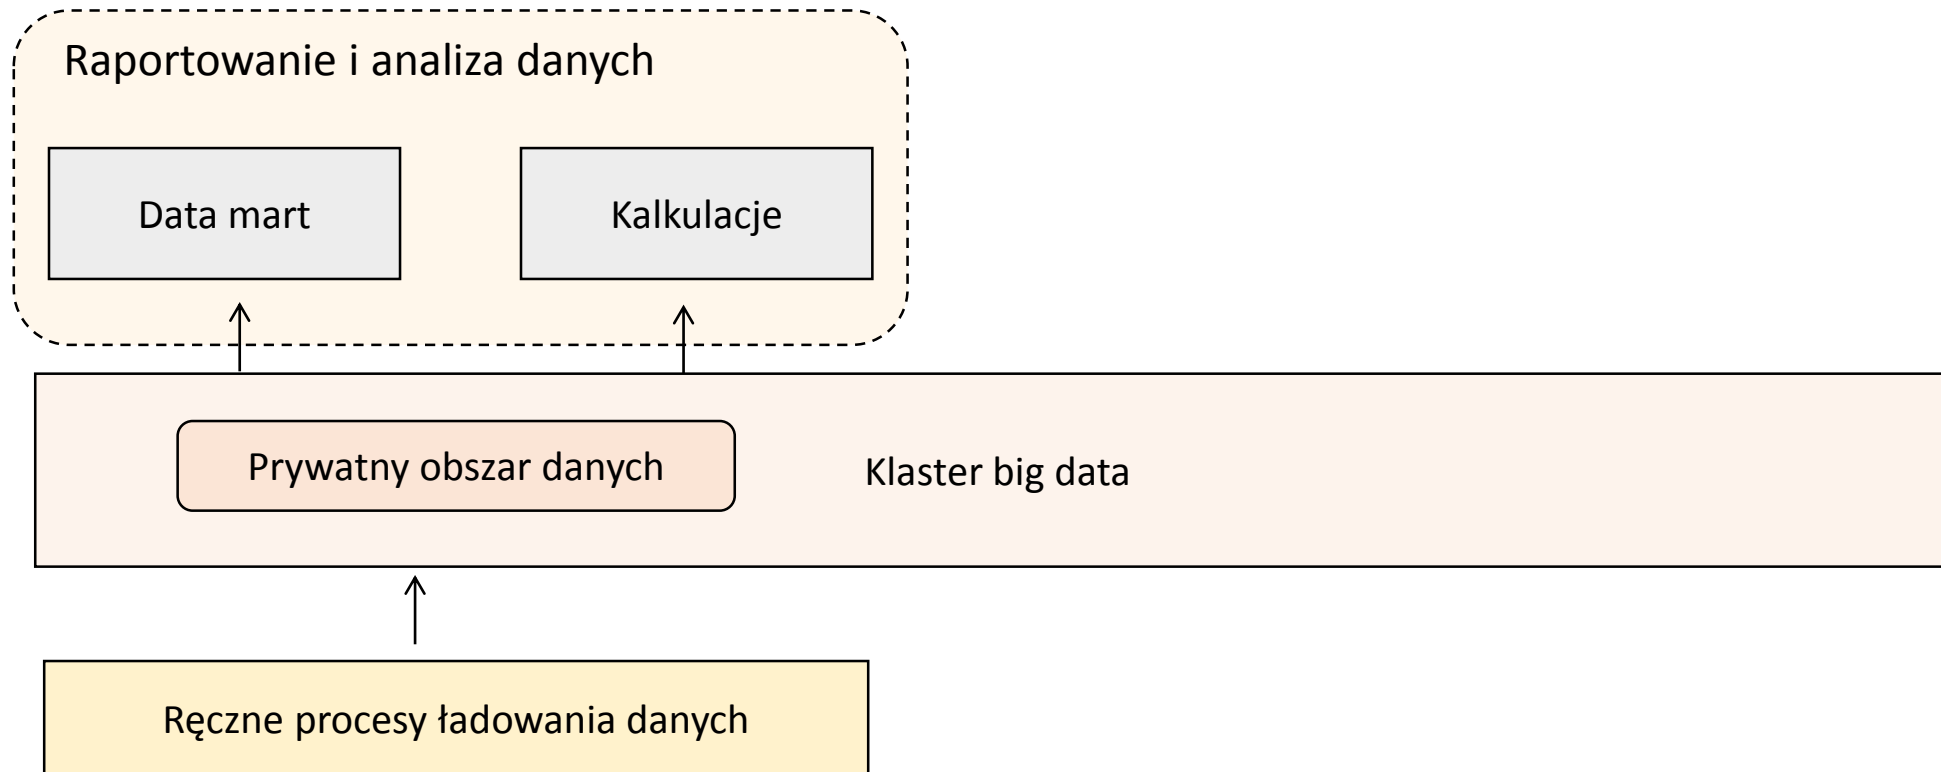 Raportowanie i analiza danych
Data mart
Kalkulacje
Prywatny obszar danych
Klaster big data
Ręczne procesy ładowania danych